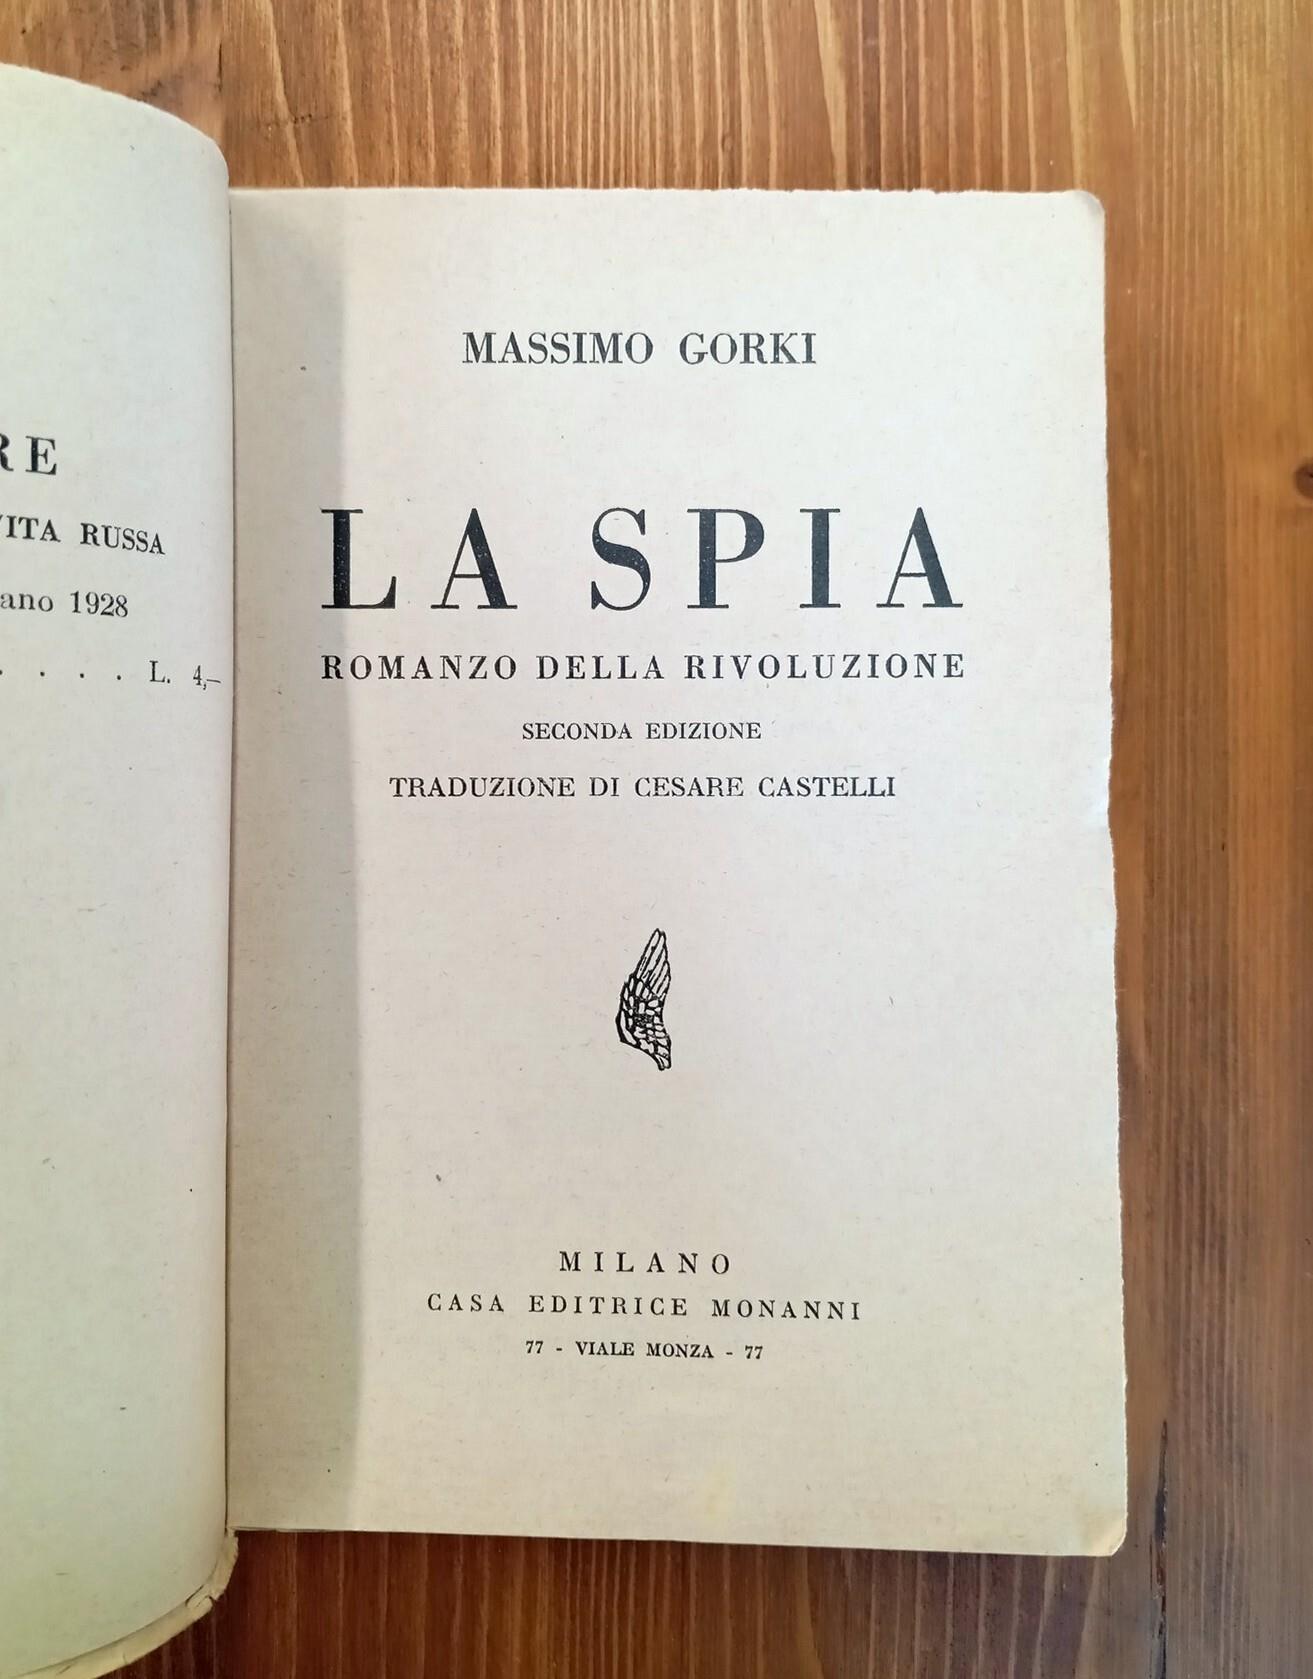 RE
VITA RUSSA
ano 1928
. . . . L. 4,—
MASSIMO GORKI
LA SPIA
ROMANZO DELLA RIVOLUZIONE
SECONDA EDIZIONE
TRADUZIONE DI CESARE CASTELLI
MILANO
CASA EDITRICE MONANNI
77 - VIALE MONZA - 77